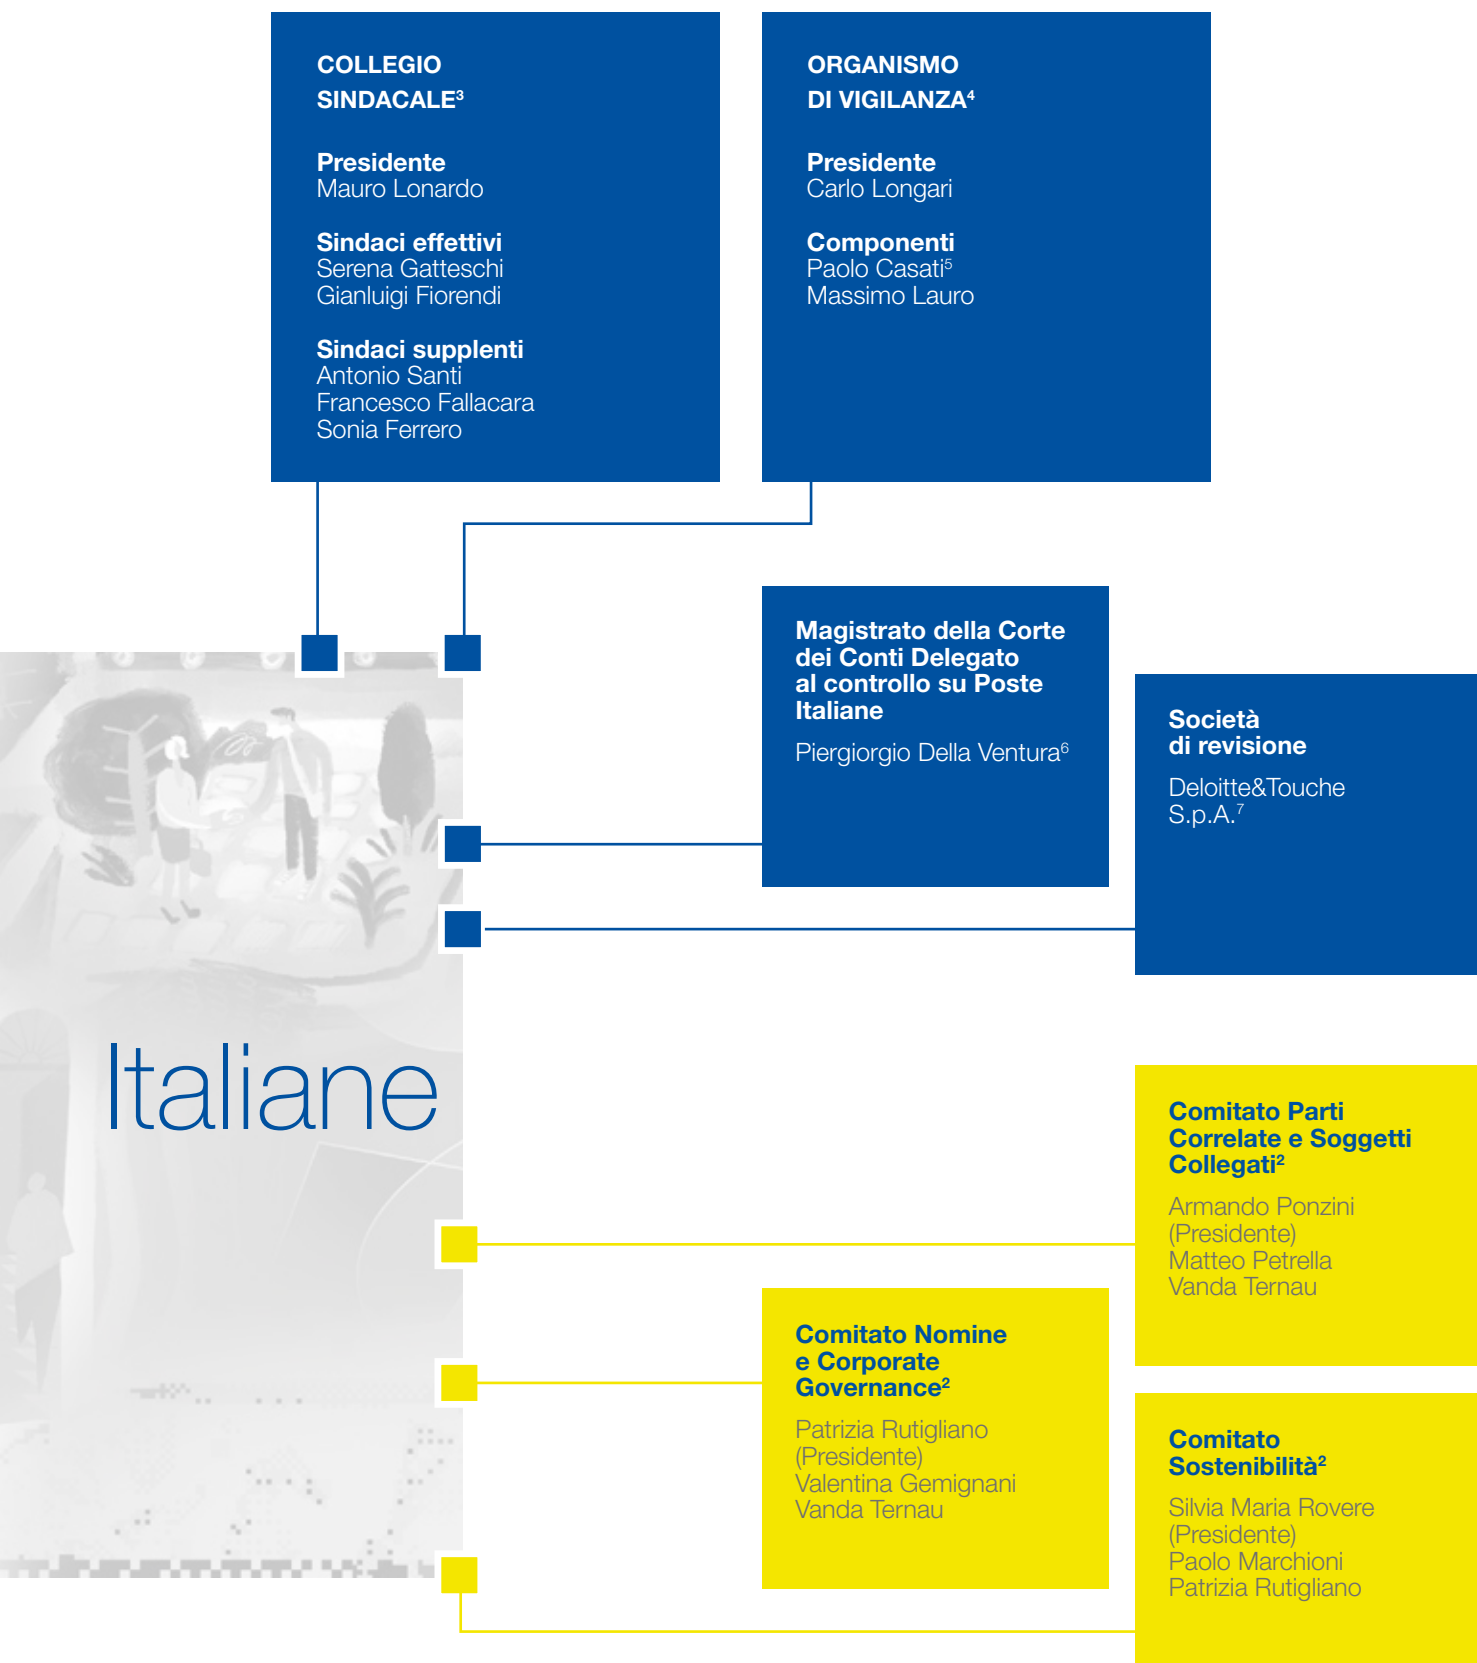 COLLEGIO
SINDACALE³
Presidente
Mauro Lonardo
Sindaci effettivi
Serena Gatteschi
Gianluigi Fiorendi
Sindaci supplenti
Antonio Santi
Francesco Fallacara
Sonia Ferrero
ORGANISMO
DI VIGILANZA⁴
Presidente
Carlo Longari
Componenti
Paolo Casati⁵
Massimo Lauro
Magistrato della Corte
dei Conti Delegato
al controllo su Poste
Italiane
Piergiorgio Della Ventura⁶
Società
di revisione
Deloitte&Touche
S.p.A.⁷
Italiane
Comitato Parti
Correlate e Soggetti
Collegati²
Armando Ponzini
(Presidente)
Matteo Petrella
Vanda Ternau
Comitato Nomine
e Corporate
Governance²
Patrizia Rutigliano
(Presidente)
Valentina Gemignani
Vanda Ternau
Comitato
Sostenibilità²
Silvia Maria Rovere
(Presidente)
Paolo Marchioni
Patrizia Rutigliano